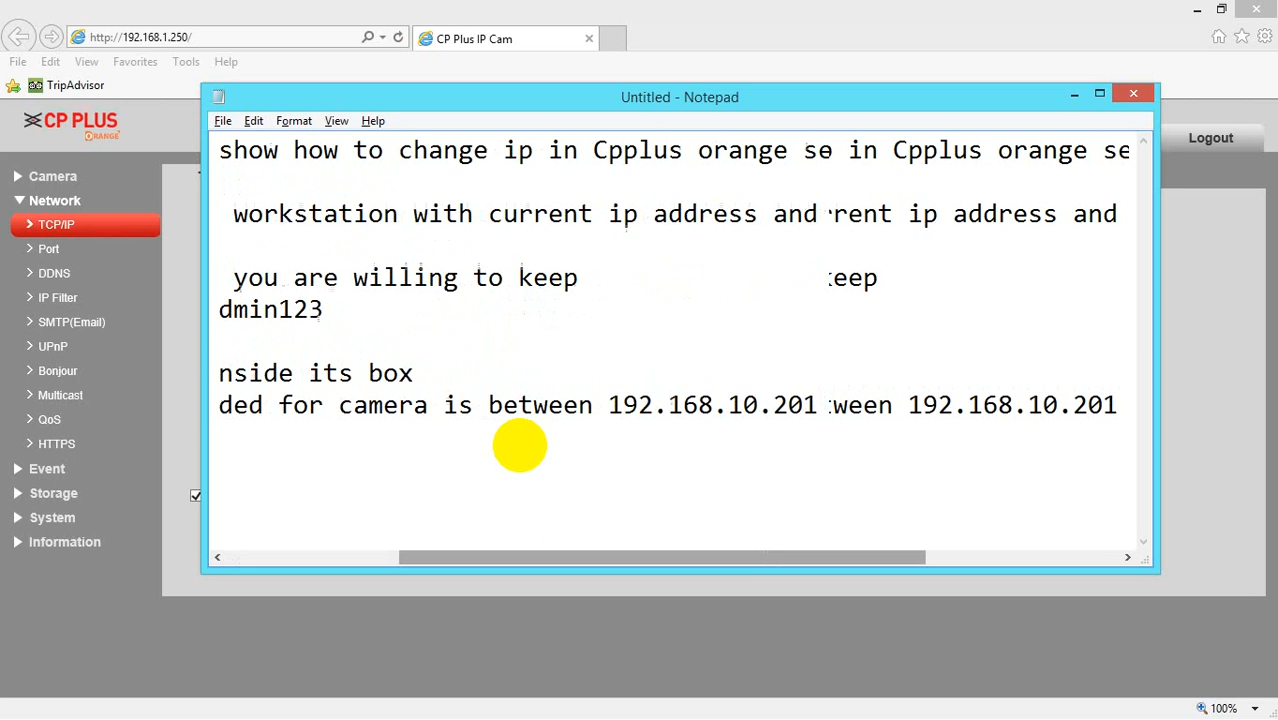 http://192.168.1.250/
CP Plus IP Cam
File Edit View Favorites Tools Help
TripAdvisor
CP PLUS
ORANGE
Logout
Camera
Network
TCP/IP
Port
DDNS
IP Filter
SMTP(Email)
UPnP
Bonjour
Multicast
QoS
HTTPS
Event
Storage
System
Information
Untitled - Notepad
File Edit Format View Help
show how to change ip in Cpplus orange se in Cpplus orange se
workstation with current ip address and rrent ip address and
you are willing to keep keep
dmin123
nside its box
ded for camera is between 192.168.10.201 tween 192.168.10.201
100%